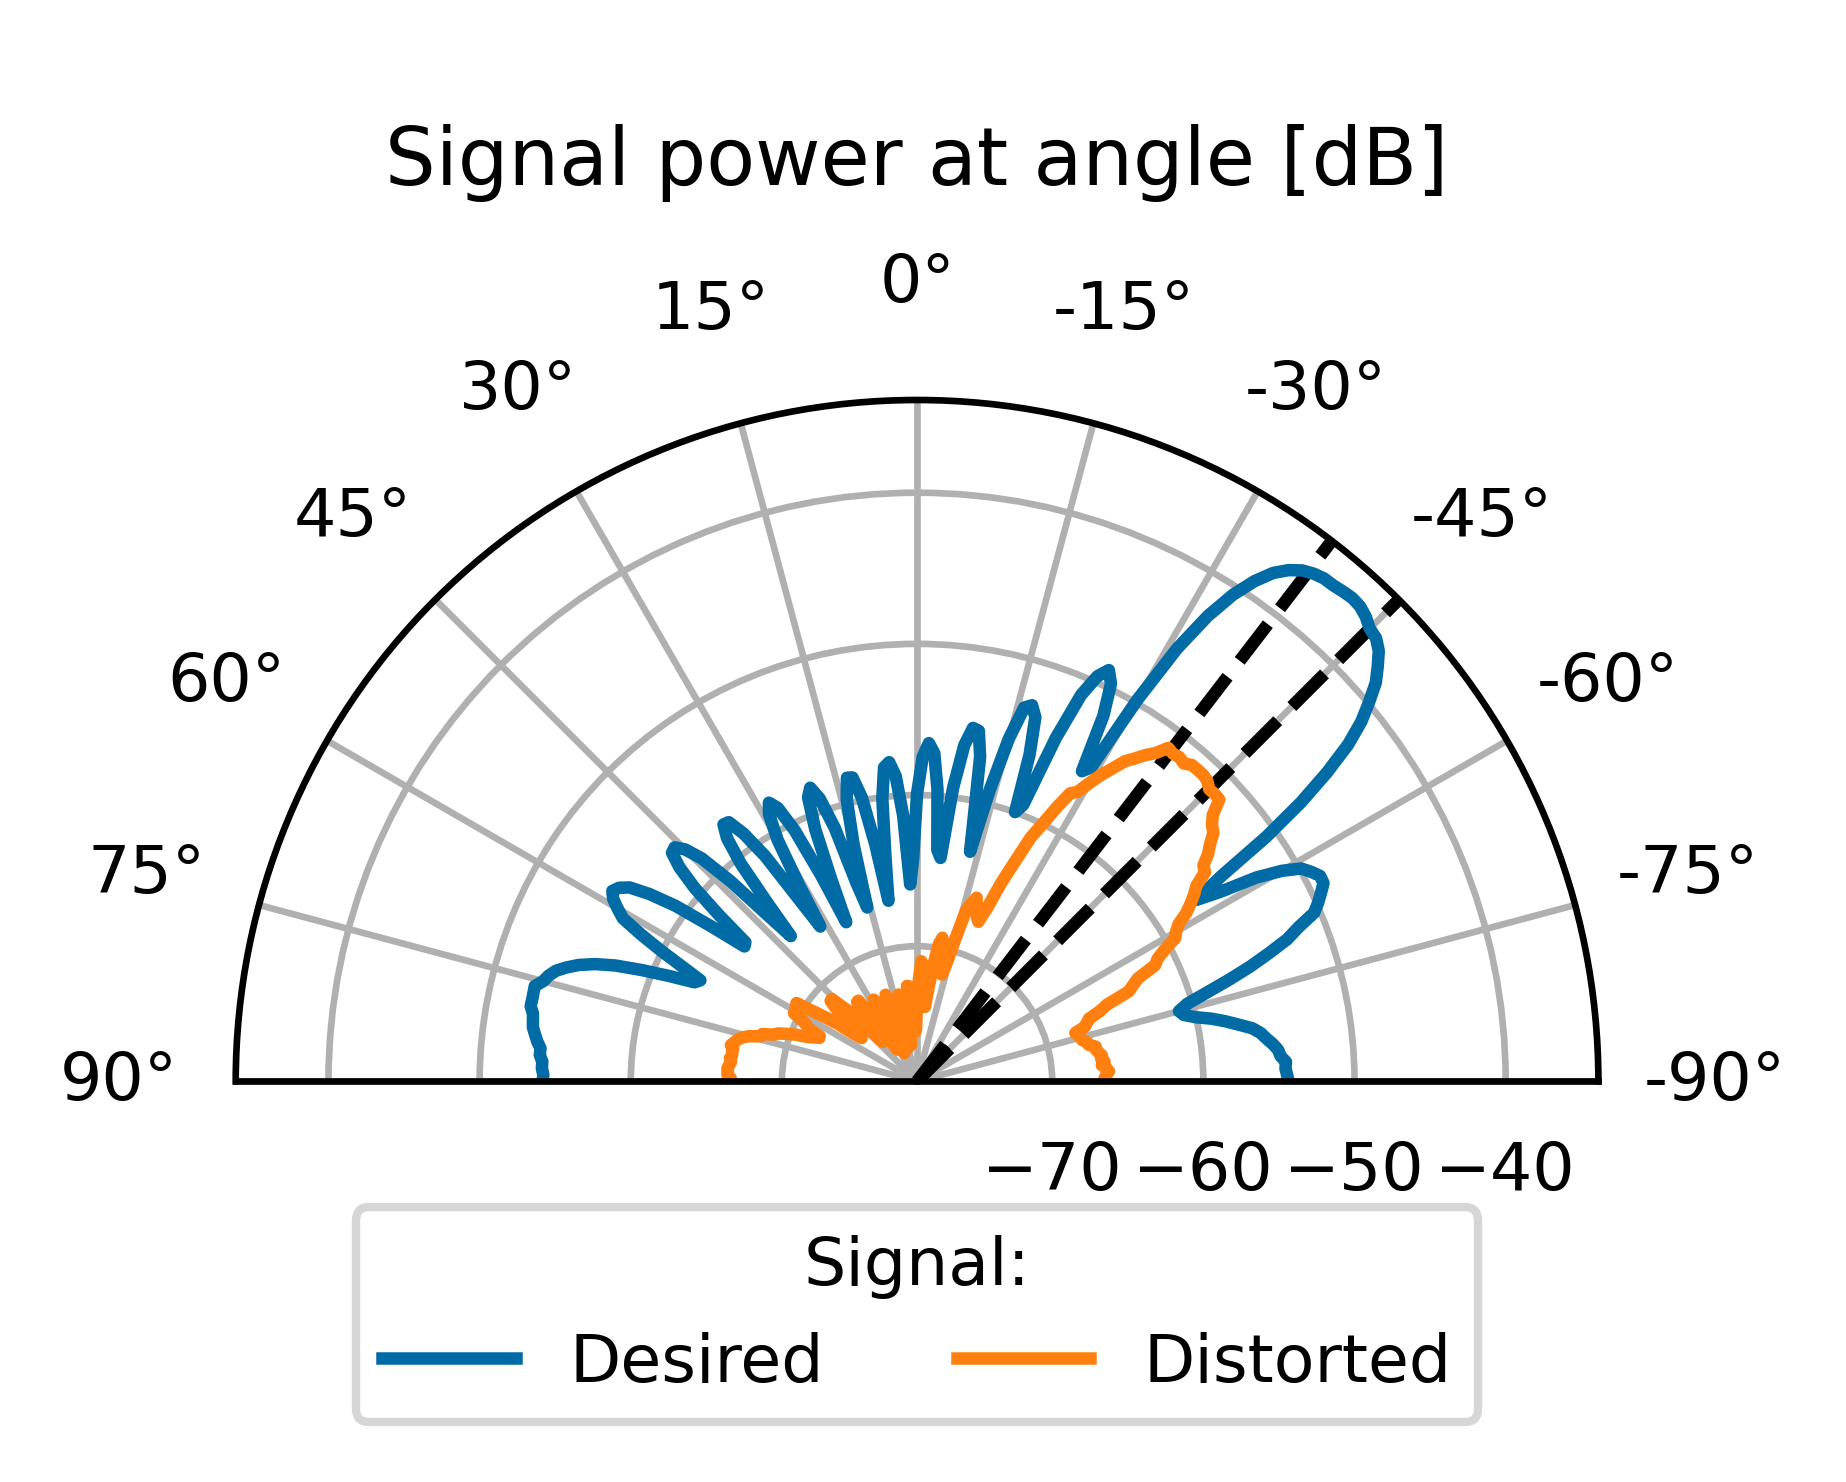 Signal power at angle [dB]
0°
15° -15°
30° -30°
45° -45°
60° -60°
75° -75°
90° -90°
−70 −60 −50 −40
Signal:
Desired Distorted